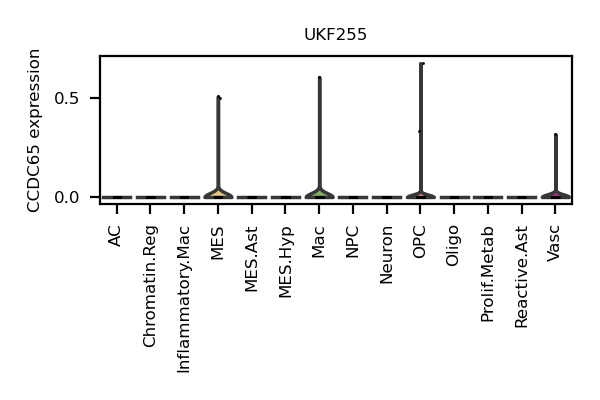 UKF255
CCDC65 expression
0.5
0.0
AC
Chromatin.Reg
Inflammatory.Mac
MES
MES.Ast
MES.Hyp
Mac
NPC
Neuron
OPC
Oligo
Prolif.Metab
Reactive.Ast
Vasc